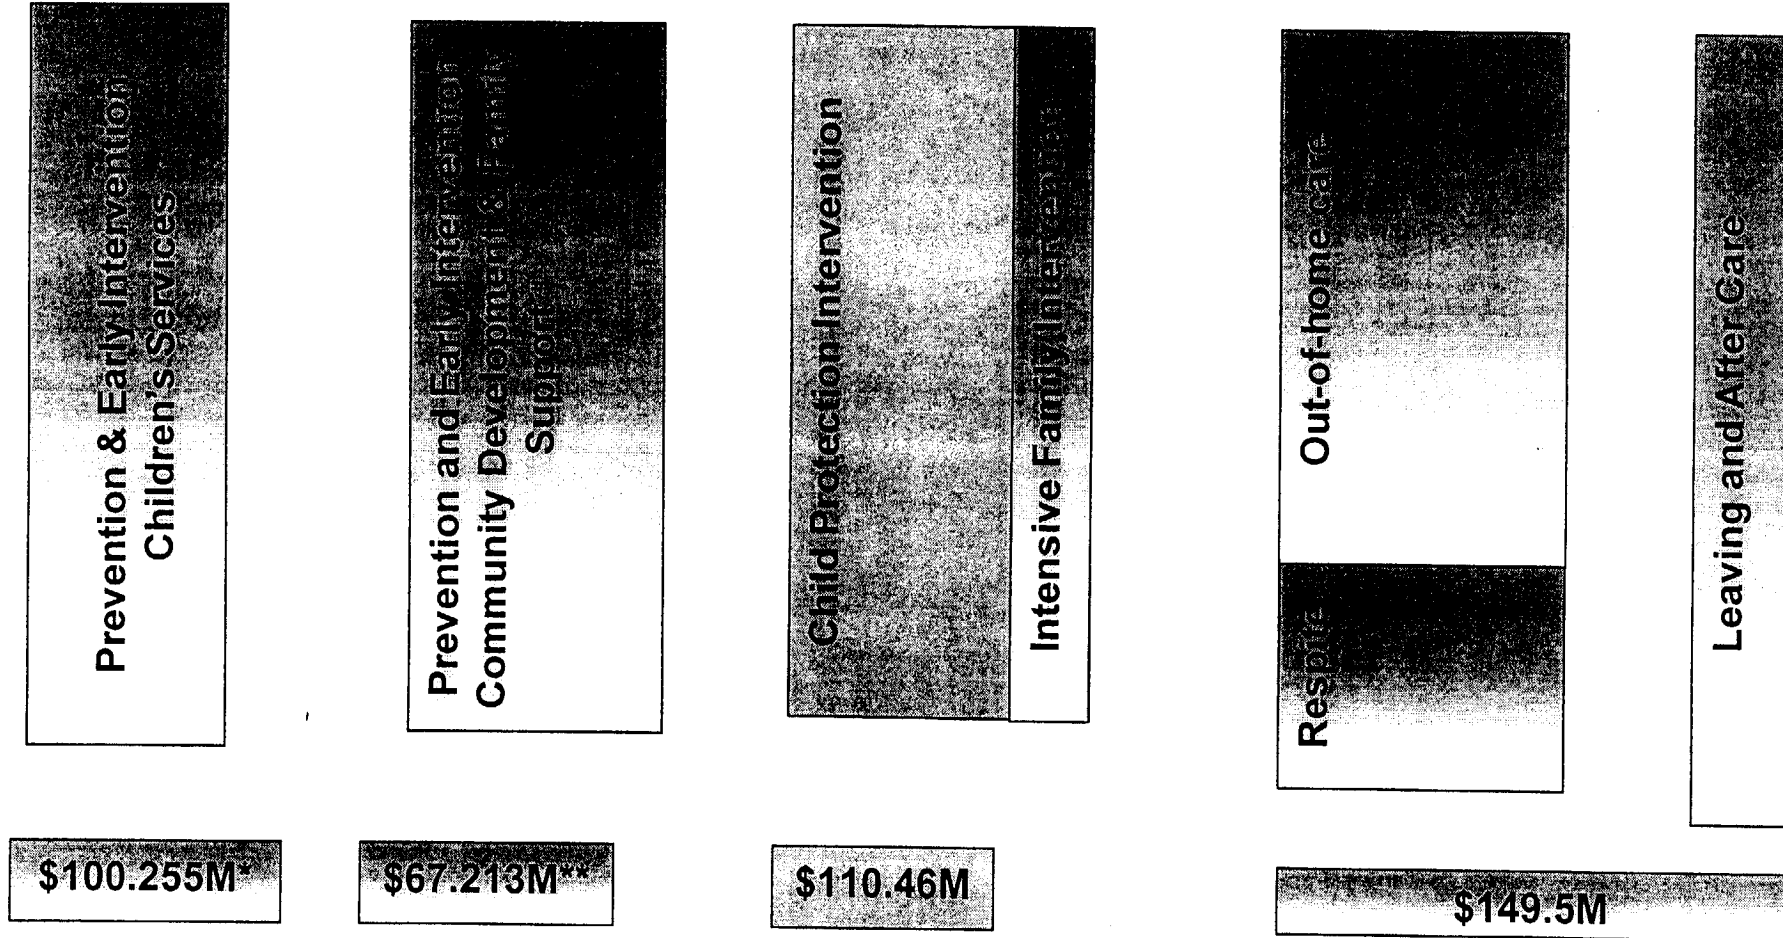 Prevention & Early Intervention
Children's Services
Prevention and Early Intervention
Community Development & Family
Support
Child Protection Intervention
Intensive Family Intervention
Out-of-home care
Respite
Leaving and After Care
$100.255M*
$67.213M**
$110.46M
$149.5M